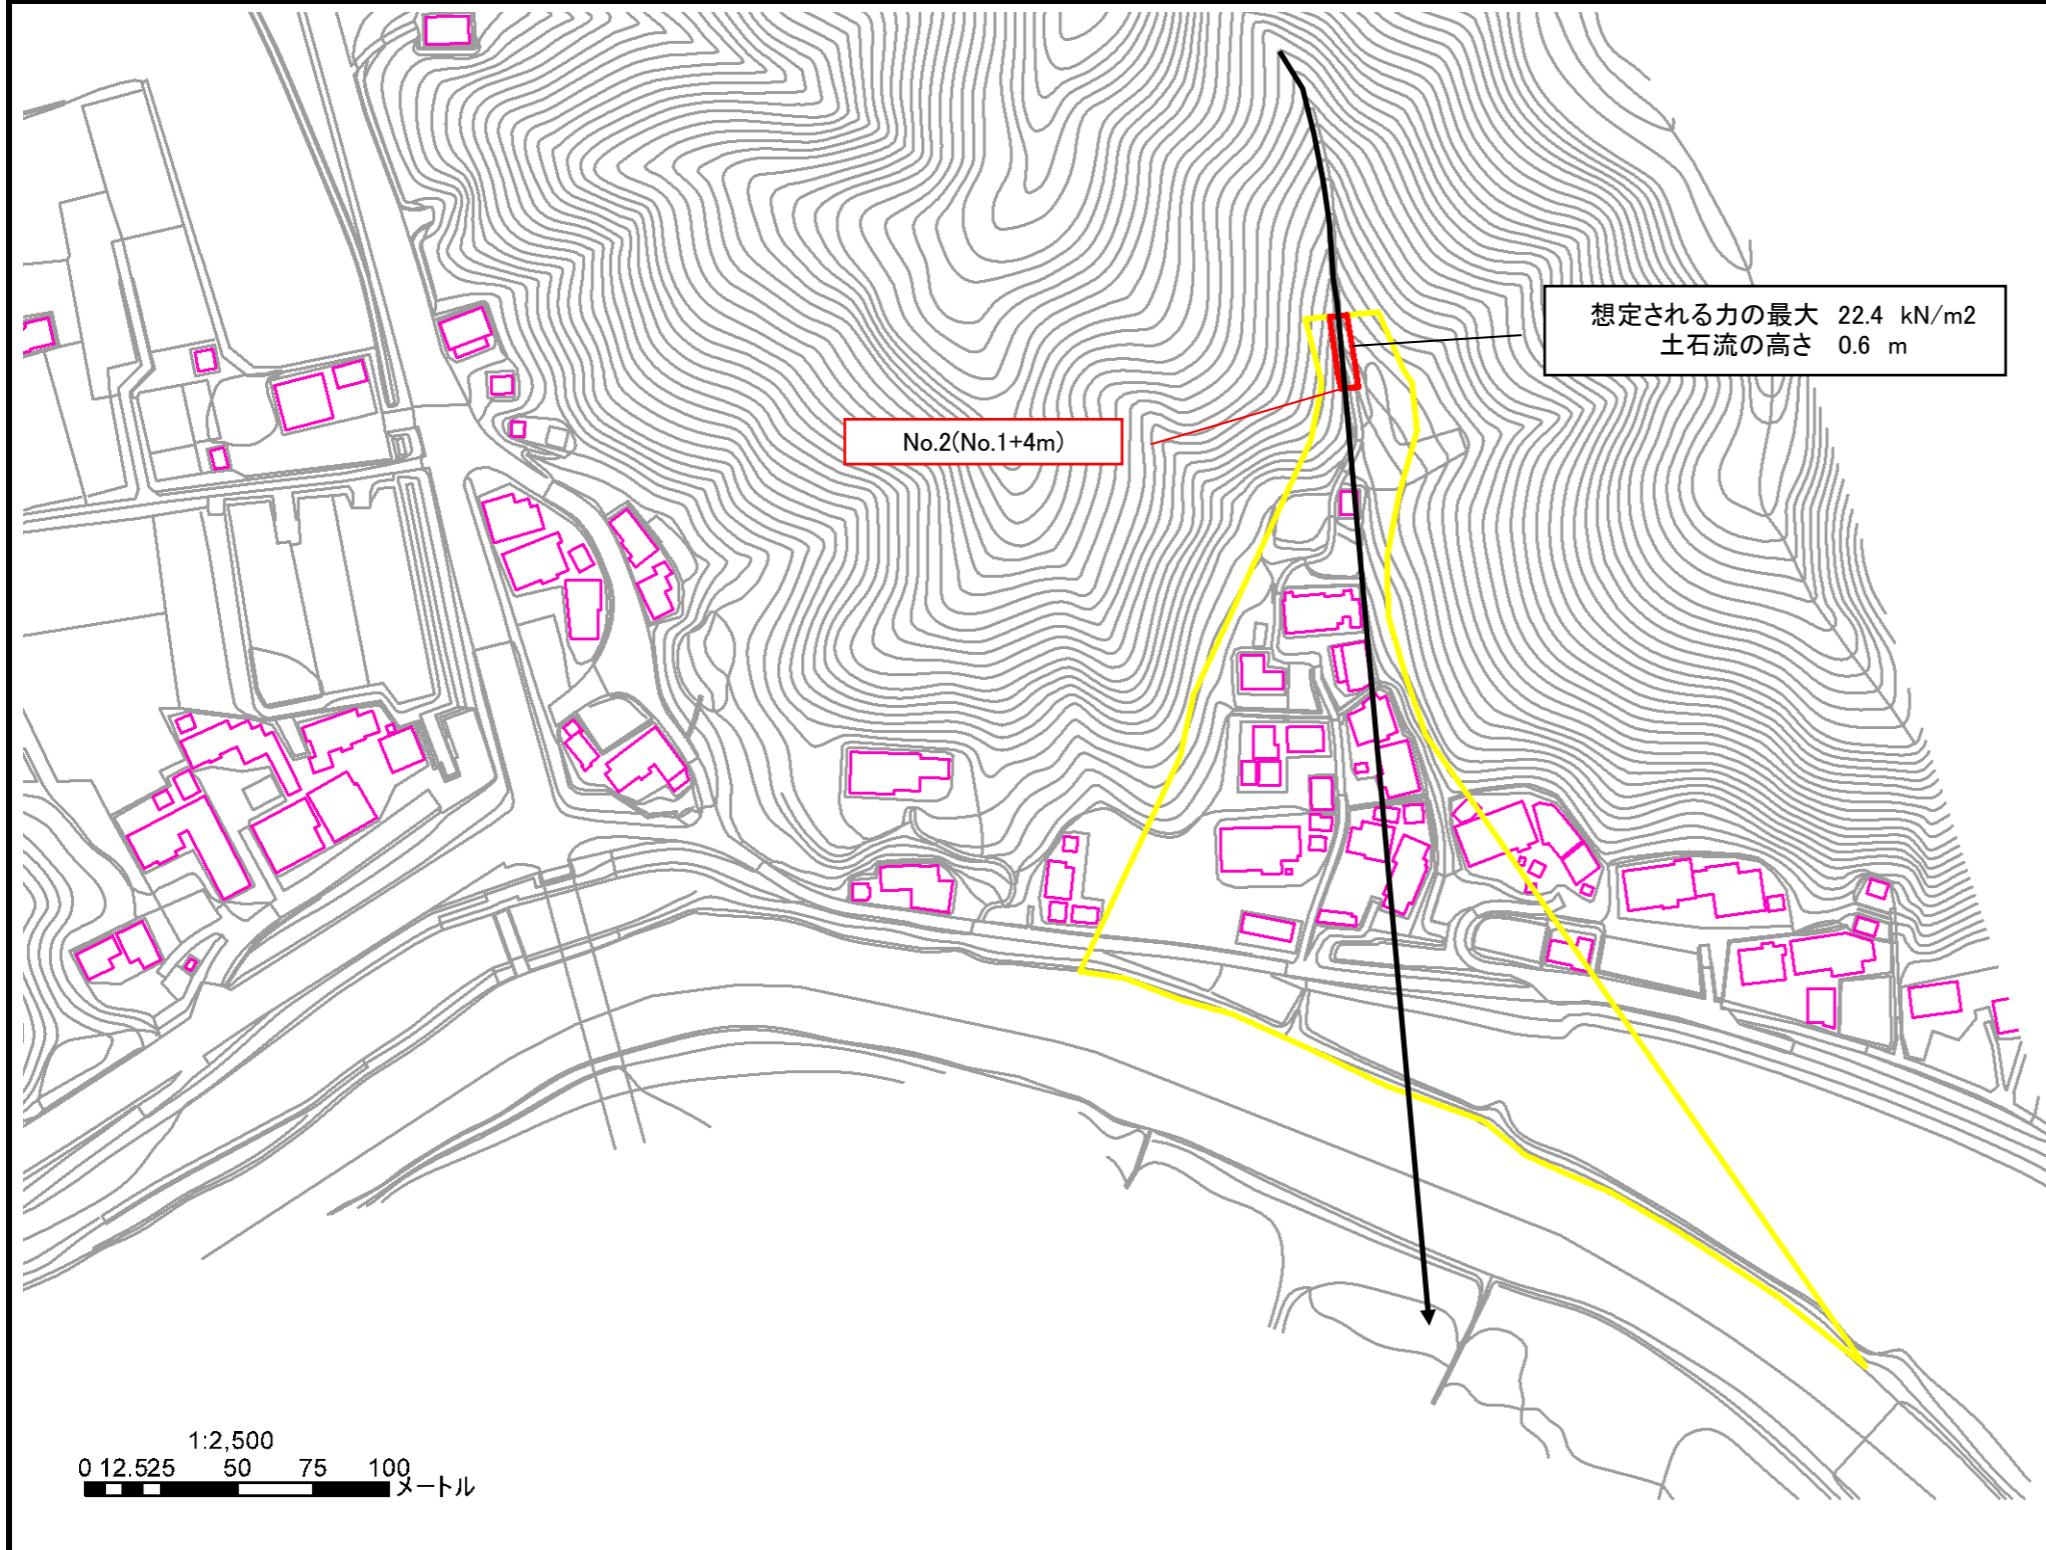 想定される力の最大 22.4 kN/m2
土石流の高さ 0.6 m
No.2(No.1+4m)
1:2,500
0 12.525 50 75 100
メートル